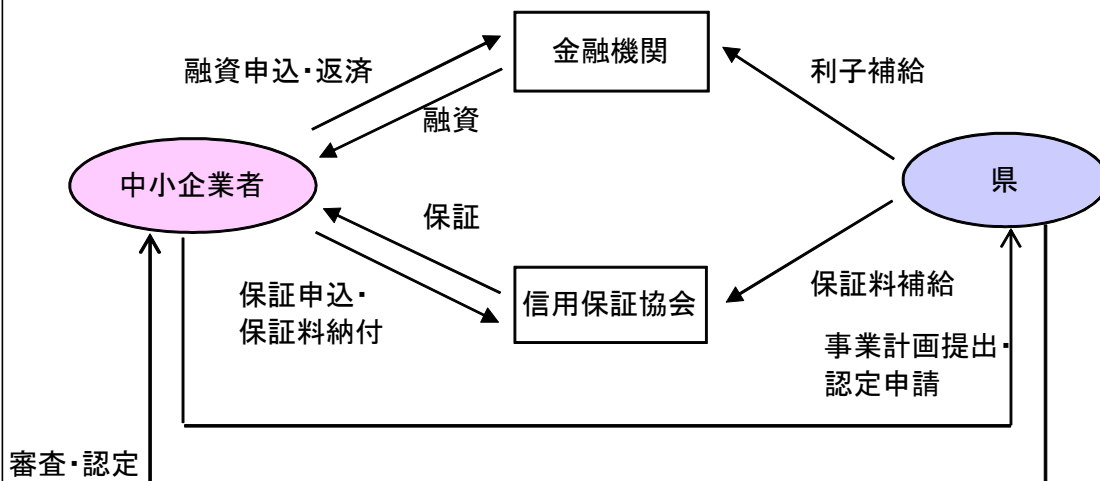 金融機関
融資申込・返済
利子補給
融資
中小企業者
県
保証
保証申込・
保証料納付
信用保証協会
保証料補給
事業計画提出・
認定申請
審査・認定